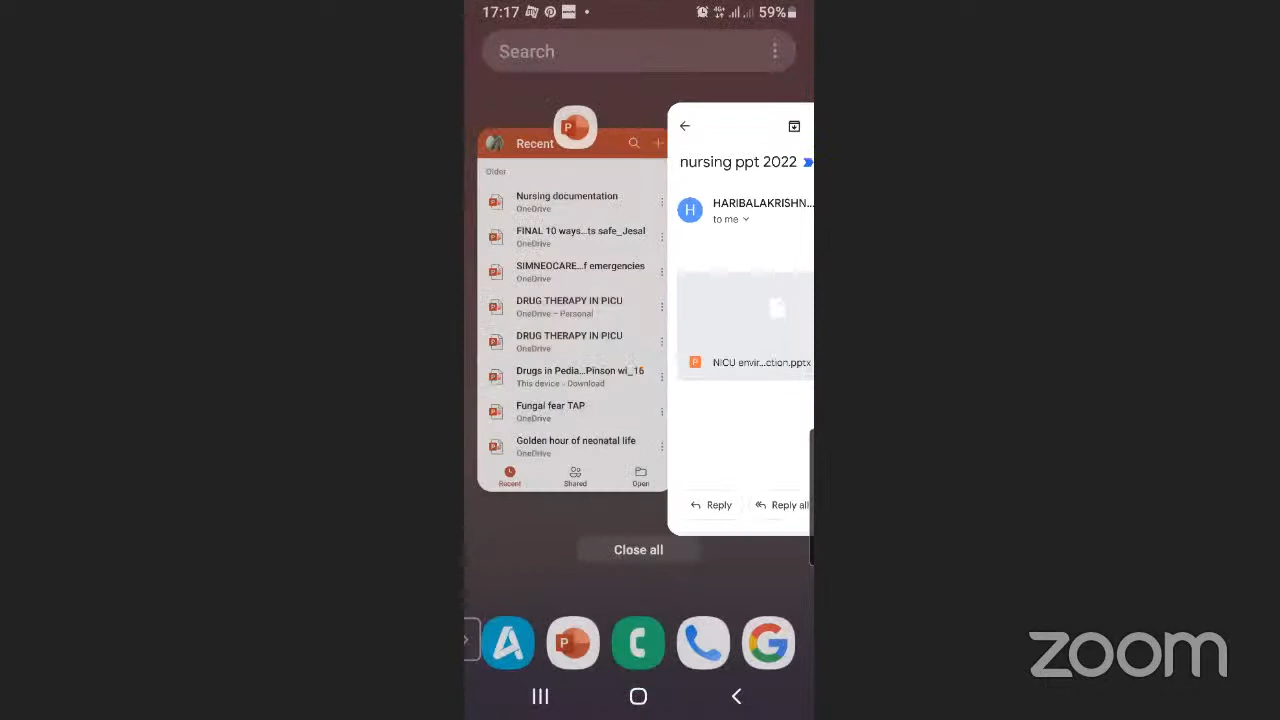 17:17
4G+
59%
Search
Recent
Older
Nursing documentation
OneDrive
FINAL 10 ways...ts safe_Jesal
OneDrive
SIMNEOCARE...f emergencies
OneDrive
DRUG THERAPY IN PICU
OneDrive – Personal
DRUG THERAPY IN PICU
OneDrive
Drugs in Pedia...Pinson wi_16
This device › Download
Fungal fear TAP
OneDrive
Golden hour of neonatal life
OneDrive
Recent
Shared
Open
nursing ppt 2022
H
HARIBALAKRISHN...
to me
P
NICU envir...ction.pptx
Reply
Reply all
Close all
zoom